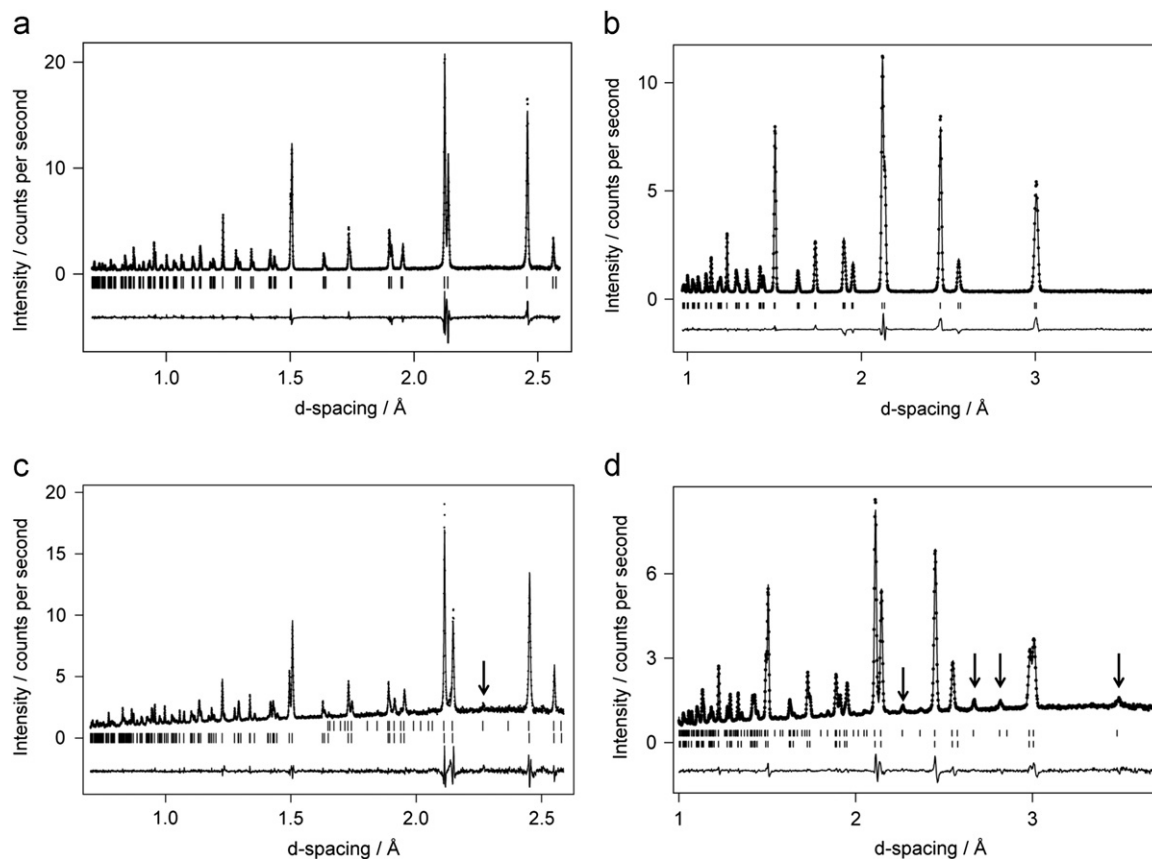 a
Intensity / counts per second
20
10
0
1.0 1.5 2.0 2.5
d-spacing / Å
b
Intensity / counts per second
10
5
0
1 2 3
d-spacing / Å
c
Intensity / counts per second
20
15
10
5
0
1.0 1.5 2.0 2.5
d-spacing / Å
d
Intensity / counts per second
6
3
0
1 2 3
d-spacing / Å